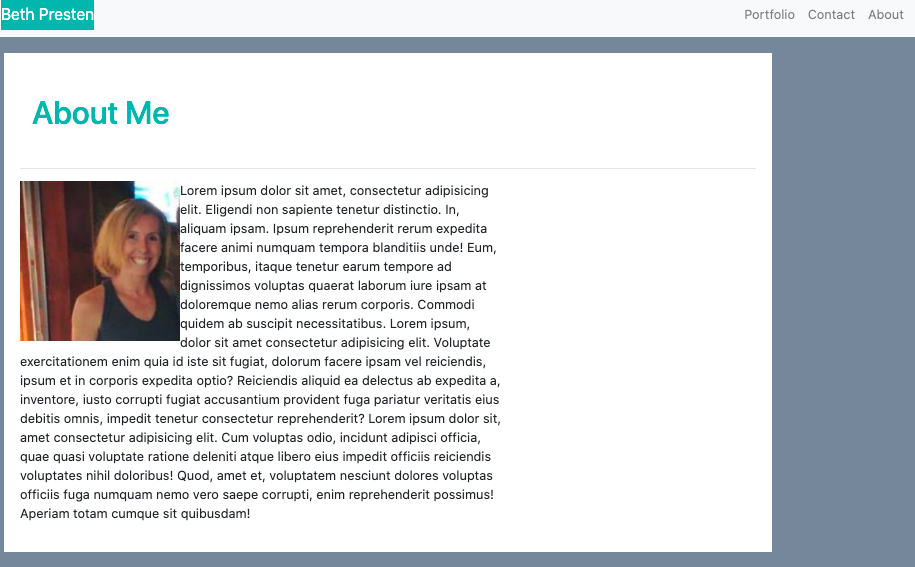 Beth Presten
Portfolio Contact About
About Me
Lorem ipsum dolor sit amet, consectetur adipisicing
elit. Eligendi non sapiente tenetur distinctio. In,
aliquam ipsam. Ipsum reprehenderit rerum expedita
facere animi numquam tempora blanditiis unde! Eum,
temporibus, itaque tenetur earum tempore ad
dignissimos voluptas quaerat laborum iure ipsam at
doloremque nemo alias rerum corporis. Commodi
quidem ab suscipit necessitatibus. Lorem ipsum,
dolor sit amet consectetur adipisicing elit. Voluptate
exercitationem enim quia id iste sit fugiat, dolorum facere ipsam vel reiciendis,
ipsum et in corporis expedita optio? Reiciendis aliquid ea delectus ab expedita a,
inventore, iusto corrupti fugiat accusantium provident fuga pariatur veritatis eius
debitis omnis, impedit tenetur consectetur reprehenderit? Lorem ipsum dolor sit,
amet consectetur adipisicing elit. Cum voluptas odio, incidunt adipisci officia,
quae quasi voluptate ratione deleniti atque libero eius impedit officiis reiciendis
voluptates nihil doloribus! Quod, amet et, voluptatem nesciunt dolores voluptas
officiis fuga numquam nemo vero saepe corrupti, enim reprehenderit possimus!
Aperiam totam cumque sit quibusdam!